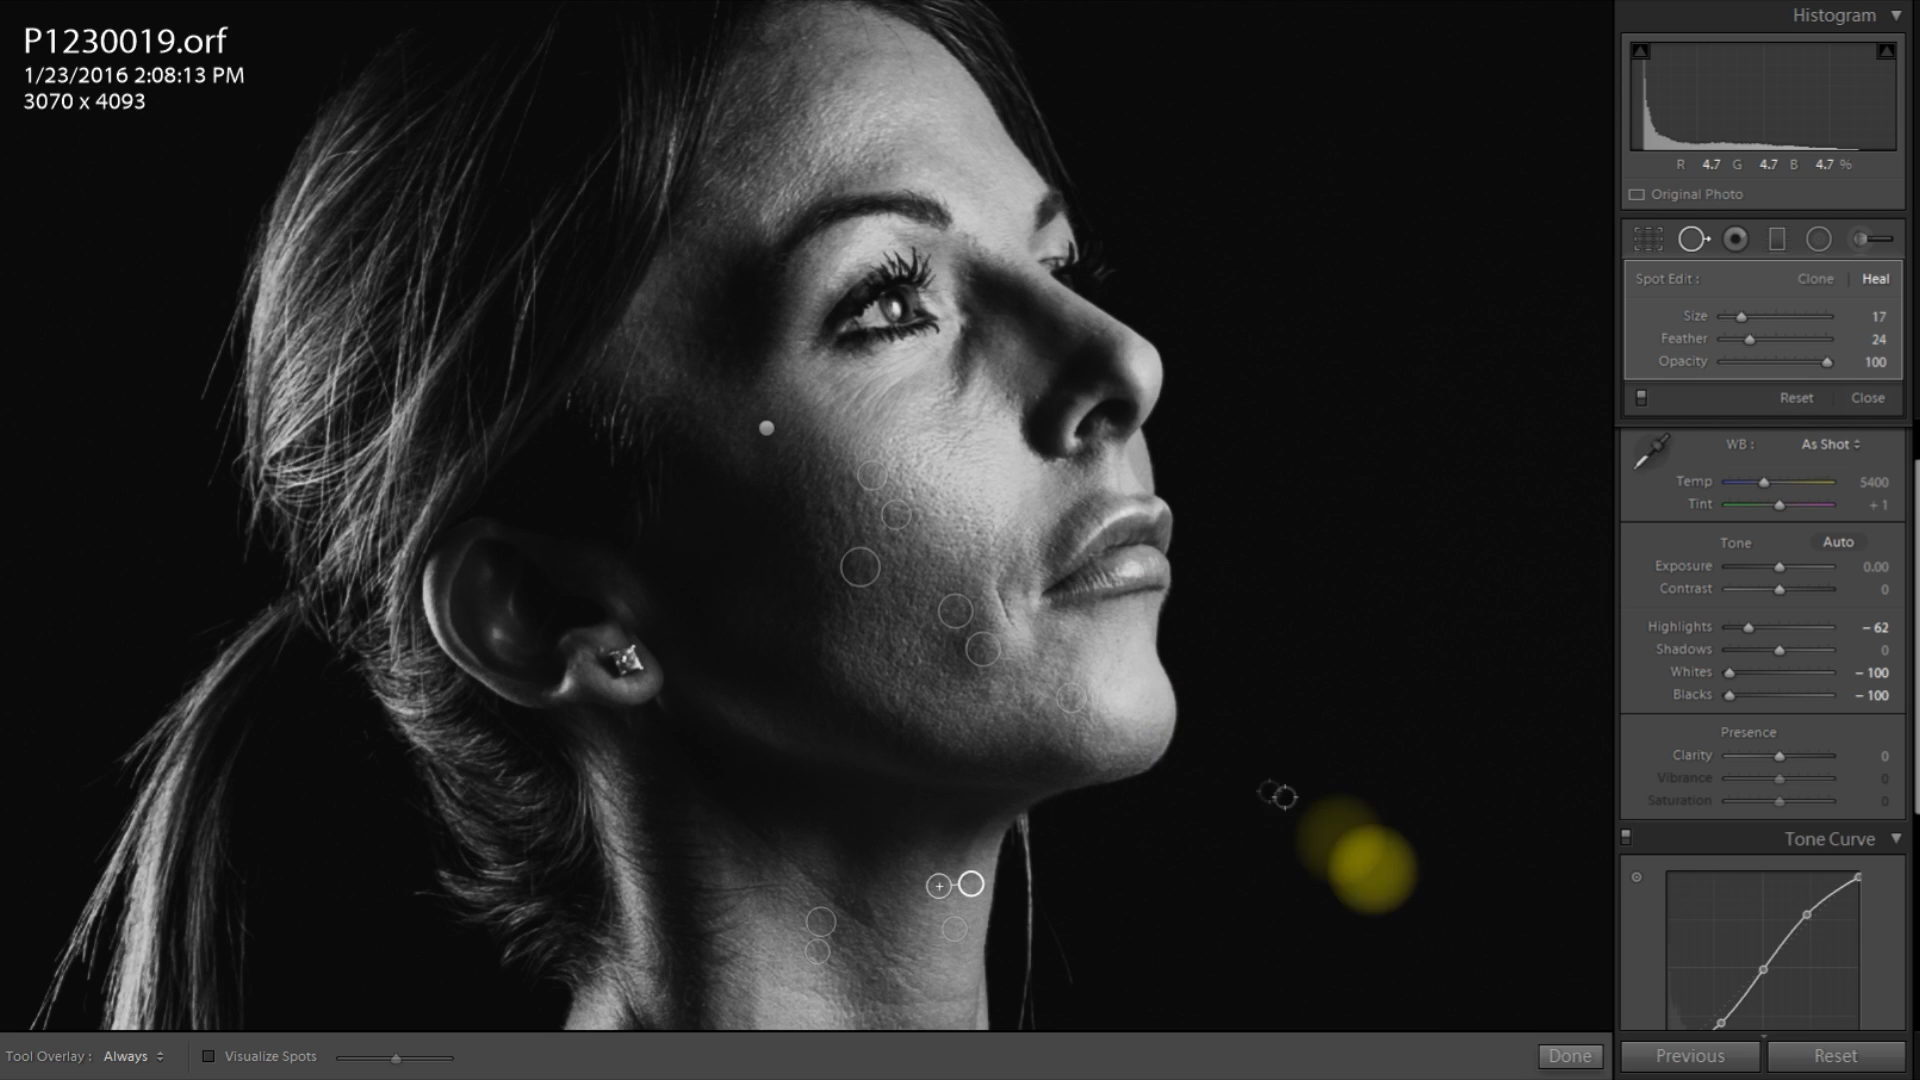 P1230019.orf
1/23/2016 2:08:13 PM
3070 x 4093
Histogram
R 4.7 G 4.7 B 4.7 %
Original Photo
Spot Edit : Clone Heal
Size 17
Feather 24
Opacity 100
Reset Close
WB : As Shot
Temp 5400
Tint + 1
Tone Auto
Exposure 0.00
Contrast 0
Highlights – 62
Shadows 0
Whites – 100
Blacks – 100
Presence
Clarity 0
Vibrance 0
Saturation 0
Tone Curve
Tool Overlay : Always Visualize Spots Done Previous Reset